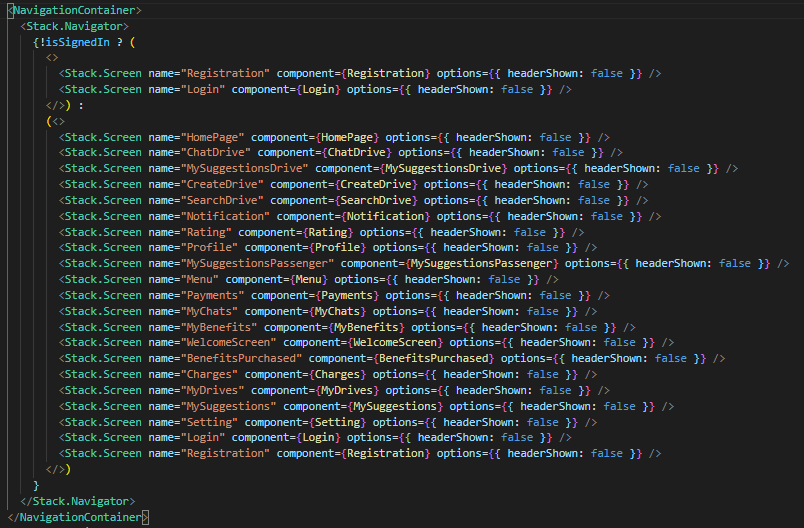 <NavigationContainer>
<Stack.Navigator>
{!isSignedIn ? (
<>
<Stack.Screen name="Registration" component={Registration} options={{ headerShown: false }} />
<Stack.Screen name="Login" component={Login} options={{ headerShown: false }} />
</>) :
(<>
<Stack.Screen name="HomePage" component={HomePage} options={{ headerShown: false }} />
<Stack.Screen name="ChatDrive" component={ChatDrive} options={{ headerShown: false }} />
<Stack.Screen name="MySuggestionsDrive" component={MySuggestionsDrive} options={{ headerShown: false }} />
<Stack.Screen name="CreateDrive" component={CreateDrive} options={{ headerShown: false }} />
<Stack.Screen name="SearchDrive" component={SearchDrive} options={{ headerShown: false }} />
<Stack.Screen name="Notification" component={Notification} options={{ headerShown: false }} />
<Stack.Screen name="Rating" component={Rating} options={{ headerShown: false }} />
<Stack.Screen name="Profile" component={Profile} options={{ headerShown: false }} />
<Stack.Screen name="MySuggestionsPassenger" component={MySuggestionsPassenger} options={{ headerShown: false }} />
<Stack.Screen name="Menu" component={Menu} options={{ headerShown: false }} />
<Stack.Screen name="Payments" component={Payments} options={{ headerShown: false }} />
<Stack.Screen name="MyChats" component={MyChats} options={{ headerShown: false }} />
<Stack.Screen name="MyBenefits" component={MyBenefits} options={{ headerShown: false }} />
<Stack.Screen name="WelcomeScreen" component={WelcomeScreen} options={{ headerShown: false }} />
<Stack.Screen name="BenefitsPurchased" component={BenefitsPurchased} options={{ headerShown: false }} />
<Stack.Screen name="Charges" component={Charges} options={{ headerShown: false }} />
<Stack.Screen name="MyDrives" component={MyDrives} options={{ headerShown: false }} />
<Stack.Screen name="MySuggestions" component={MySuggestions} options={{ headerShown: false }} />
<Stack.Screen name="Setting" component={Setting} options={{ headerShown: false }} />
<Stack.Screen name="Login" component={Login} options={{ headerShown: false }} />
<Stack.Screen name="Registration" component={Registration} options={{ headerShown: false }} />
</>)
}
</Stack.Navigator>
</NavigationContainer>